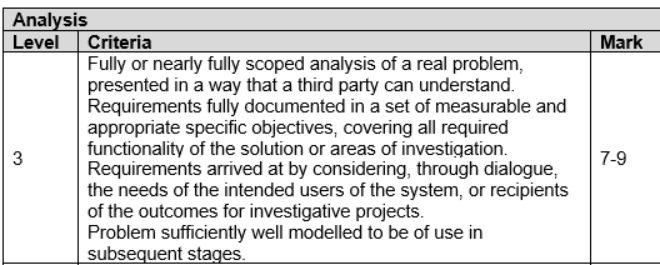 Analysis
Level Criteria Mark
Fully or nearly fully scoped analysis of a real problem,
presented in a way that a third party can understand.
Requirements fully documented in a set of measurable and
appropriate specific objectives, covering all required
functionality of the solution or areas of investigation.
Requirements arrived at by considering, through dialogue,
the needs of the intended users of the system, or recipients
of the outcomes for investigative projects.
Problem sufficiently well modelled to be of use in
subsequent stages.
3
7-9